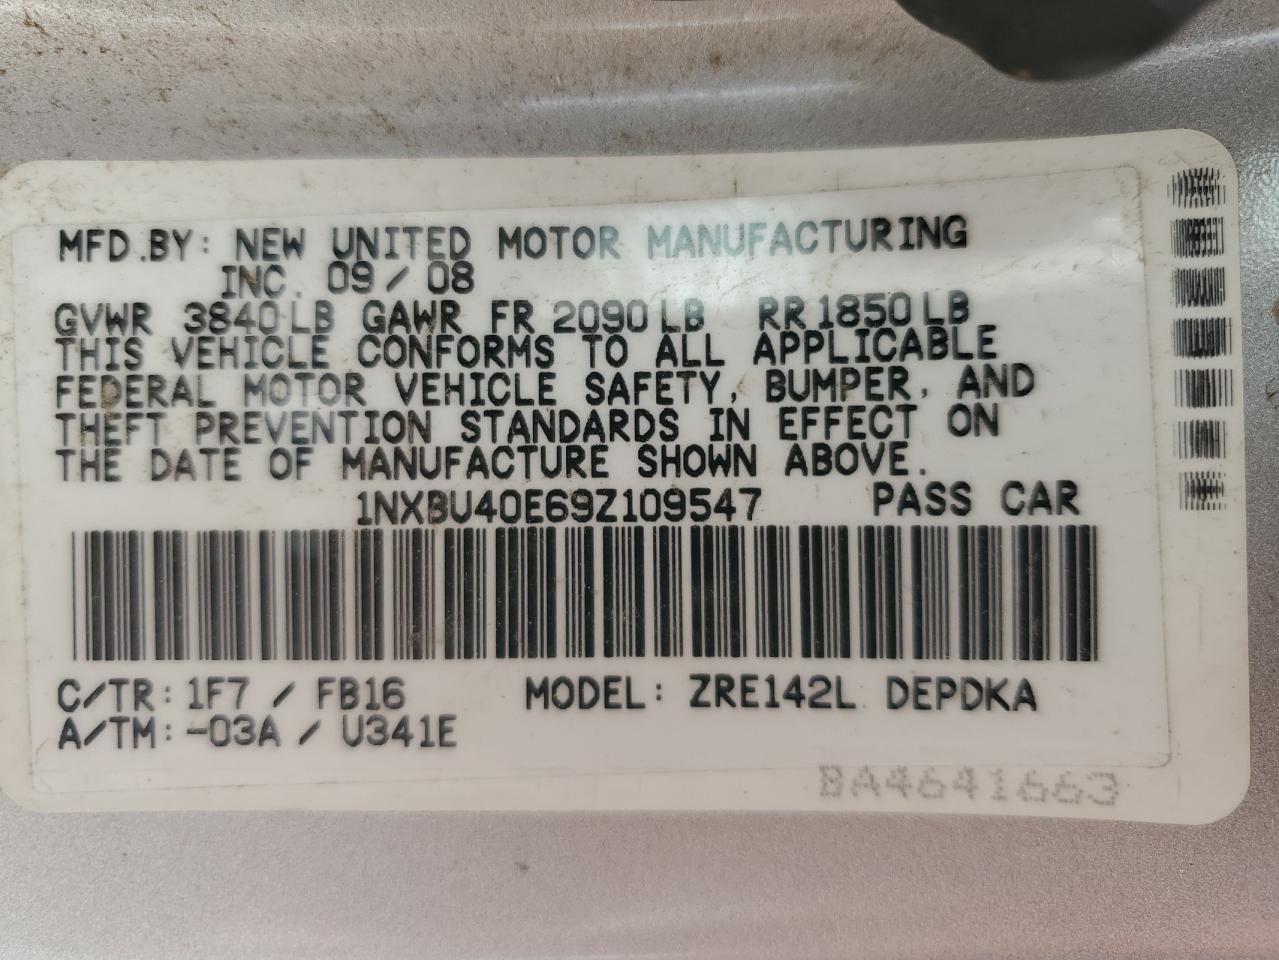 MFD.BY: NEW UNITED MOTOR MANUFACTURING
INC. 09/08
GVWR 3840LB GAWR FR 2090LB RR1850LB
THIS VEHICLE CONFORMS TO ALL APPLICABLE
FEDERAL MOTOR VEHICLE SAFETY, BUMPER, AND
THEFT PREVENTION STANDARDS IN EFFECT ON
THE DATE OF MANUFACTURE SHOWN ABOVE.
1NXBU40E69Z109547 PASS CAR
C/TR: 1F7 / FB16 MODEL: ZRE142L DEPDKA
A/TM: -03A / U341E
BA4641663